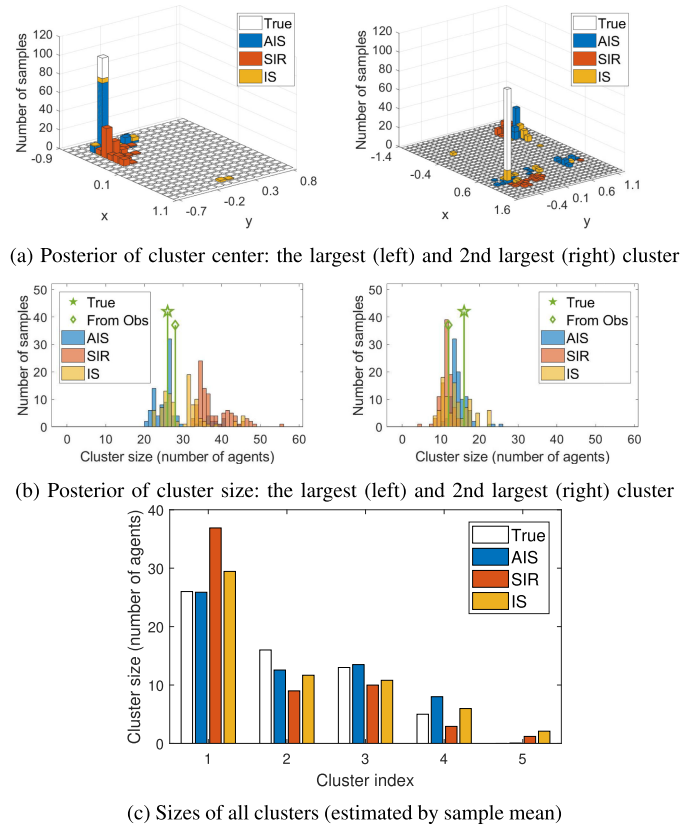 120
100
80
60
40
20
0
Number of samples
-0.9
0.1
1.1
x
-0.7
-0.2
0.3
0.8
y
True
AIS
SIR
IS
120
100
80
60
40
20
0
Number of samples
-1.4
-0.4
0.6
1.6
x
-0.4
0.1
0.6
1.1
y
True
AIS
SIR
IS
(a) Posterior of cluster center: the largest (left) and 2nd largest (right) cluster
50
40
30
20
10
0
Number of samples
True
From Obs
AIS
SIR
IS
0 10 20 30 40 50 60
Cluster size (number of agents)
50
40
30
20
10
0
Number of samples
True
From Obs
AIS
SIR
IS
0 10 20 30 40 50 60
Cluster size (number of agents)
(b) Posterior of cluster size: the largest (left) and 2nd largest (right) cluster
40
30
20
10
0
Cluster size (number of agents)
True
AIS
SIR
IS
1 2 3 4 5
Cluster index
(c) Sizes of all clusters (estimated by sample mean)